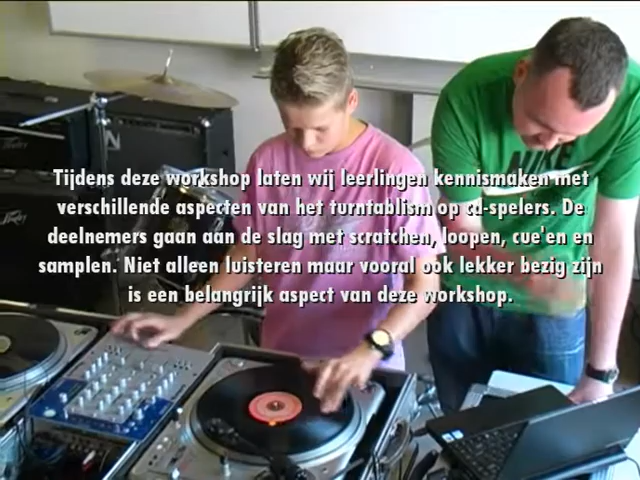 NIKE
Tijdens deze workshop laten wij leerlingen kennismaken met
verschillende aspecten van het turntablism op cd-spelers. De
deelnemers gaan aan de slag met scratchen, loopen, cue'en en
samplen. Niet alleen luisteren maar vooral ook lekker bezig zijn
is een belangrijk aspect van deze workshop.